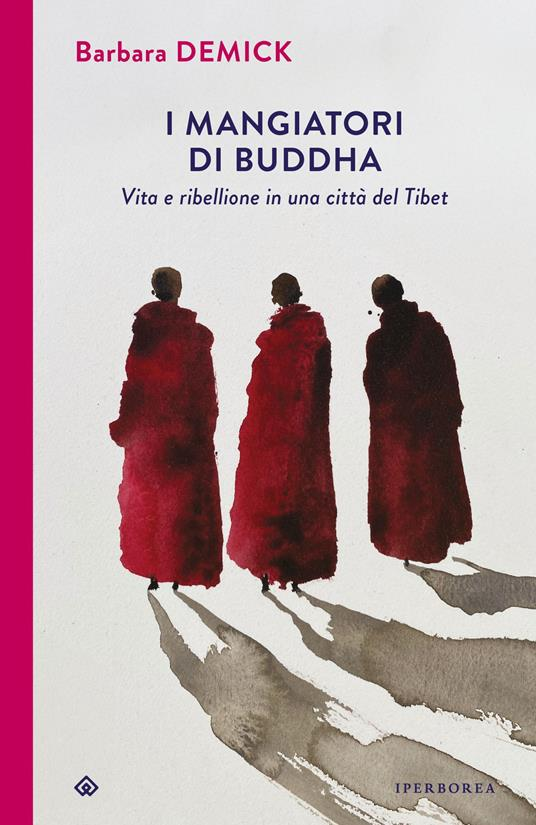 Barbara DEMICK
I MANGIATORI
DI BUDDHA
Vita e ribellione in una città del Tibet
IPERBOREA